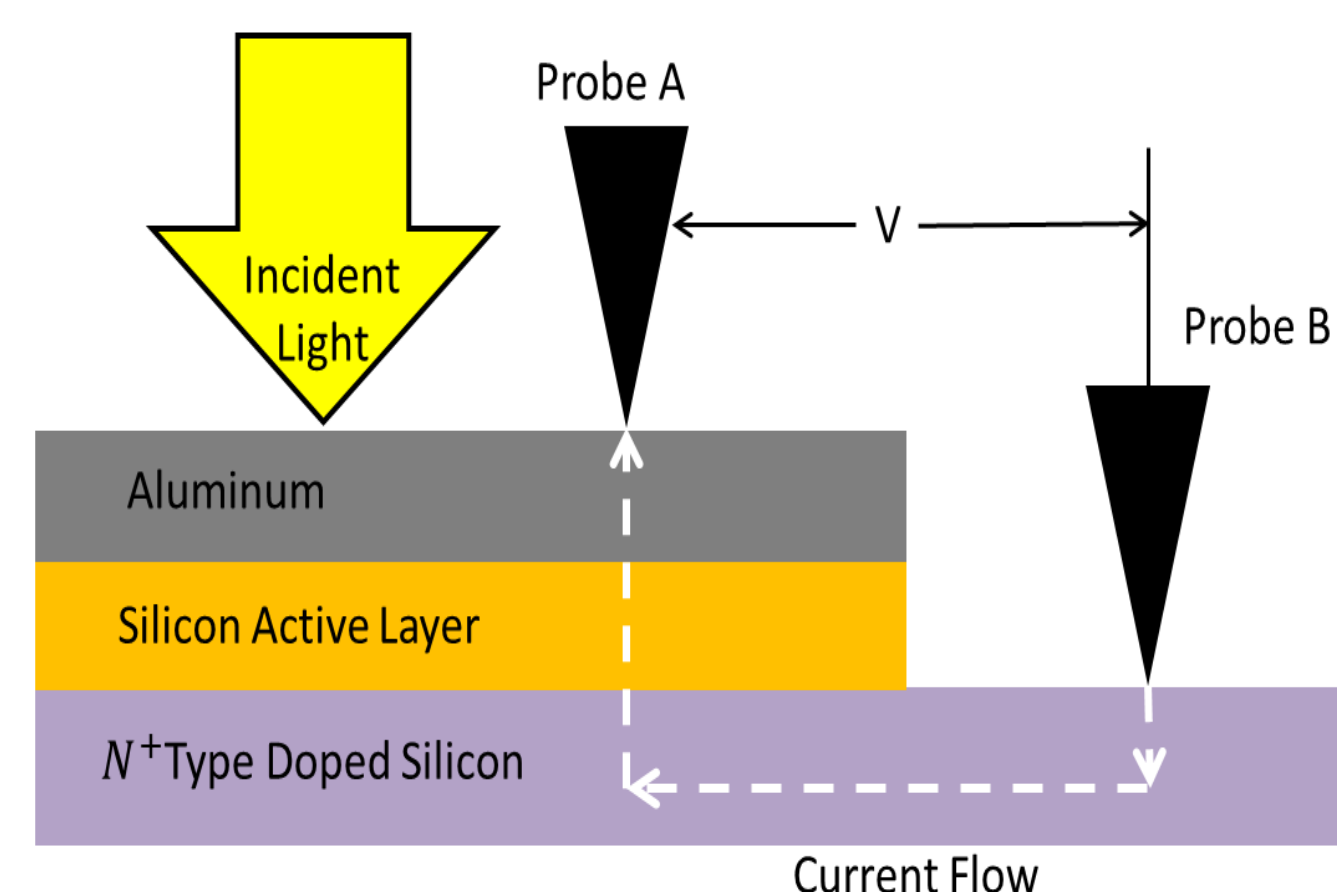 Probe A
V
Incident
Light
Probe B
Aluminum
Silicon Active Layer
N⁺Type Doped Silicon
Current Flow